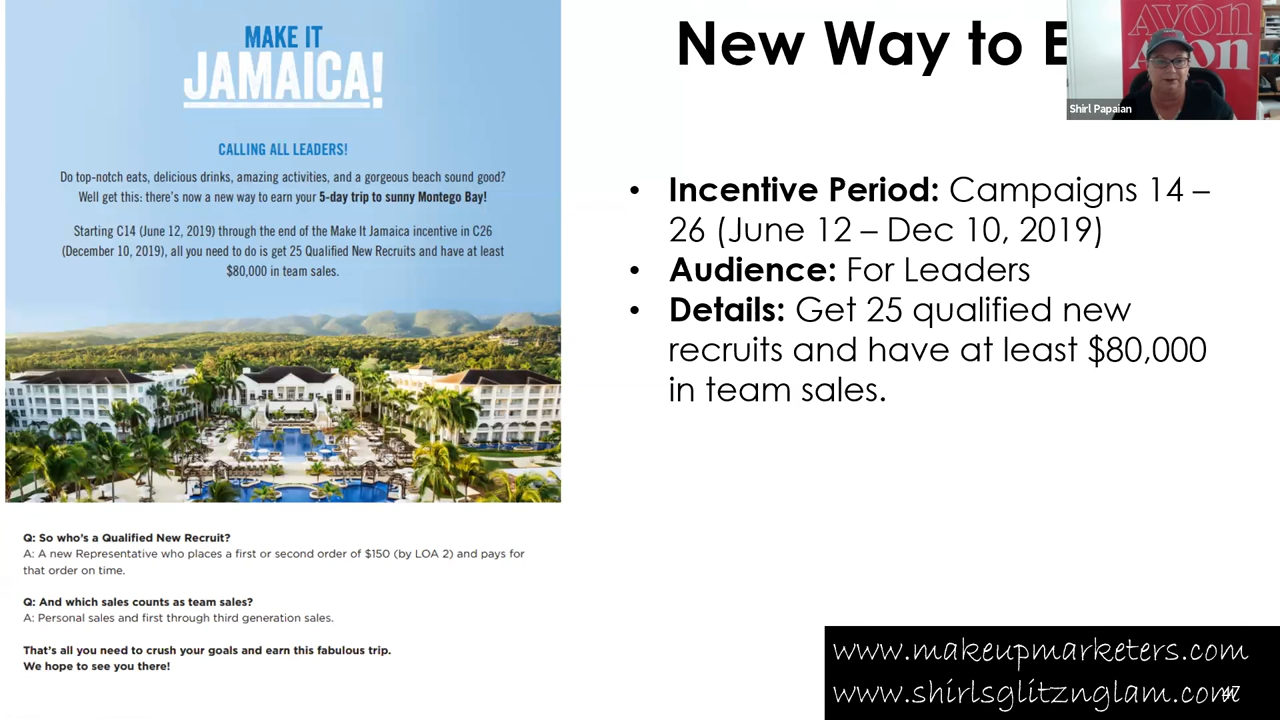 MAKE IT
JAMAICA!
CALLING ALL LEADERS!
Do top-notch eats, delicious drinks, amazing activities, and a gorgeous beach sound good?
Well get this: there's now a new way to earn your 5-day trip to sunny Montego Bay!
Starting C14 (June 12, 2019) through the end of the Make It Jamaica incentive in C26
(December 10, 2019), all you need to do is get 25 Qualified New Recruits and have at least
$80,000 in team sales.
Q: So who's a Qualified New Recruit?
A: A new Representative who places a first or second order of $150 (by LOA 2) and pays for
that order on time.
Q: And which sales counts as team sales?
A: Personal sales and first through third generation sales.
That's all you need to crush your goals and earn this fabulous trip.
We hope to see you there!
New Way to
AVON
Avon
Shirl Papaian
• Incentive Period: Campaigns 14 –
26 (June 12 – Dec 10, 2019)
• Audience: For Leaders
• Details: Get 25 qualified new
recruits and have at least $80,000
in team sales.
www.makeupmarketers.com
www.shirlsglitznglam.com
47